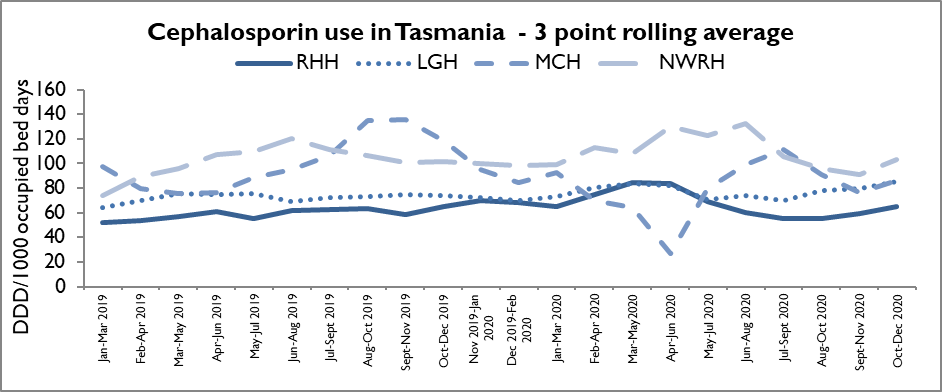 Cephalosporin use in Tasmania - 3 point rolling average
RHH LGH MCH NWRH
DDD/1000 occupied bed days
160
140
120
100
80
60
40
20
0
Jan-Mar 2019
Feb-Apr 2019
Mar-May 2019
Apr-Jun 2019
May-Jul 2019
Jun-Aug 2019
Jul-Sept 2019
Aug-Oct 2019
Sept-Nov 2019
Oct-Dec 2019
Nov 2019-Jan
2020
Dec 2019-Feb
2020
Jan-Mar 2020
Feb-Apr 2020
Mar-May2020
Apr-Jun 2020
May-Jul 2020
Jun-Aug 2020
Jul-Sept 2020
Aug-Oct 2020
Sept-Nov 2020
Oct-Dec 2020